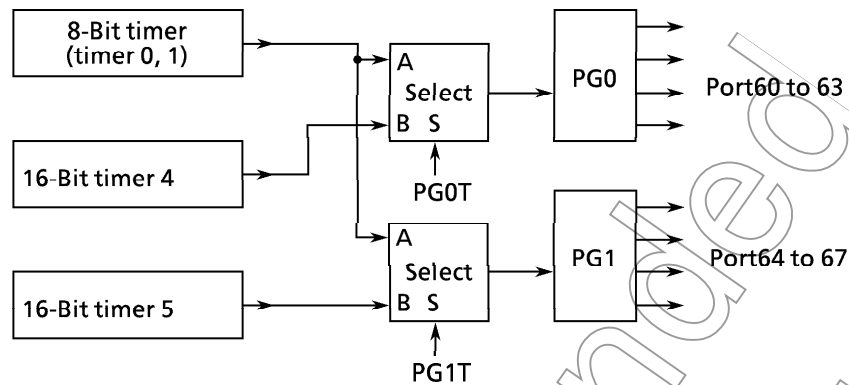 8-Bit timer
(timer 0, 1)
A
Select
B S
PG0T
PG0
Port60 to 63
16-Bit timer 4
A
Select
B S
PG1T
PG1
Port64 to 67
16-Bit timer 5
nded